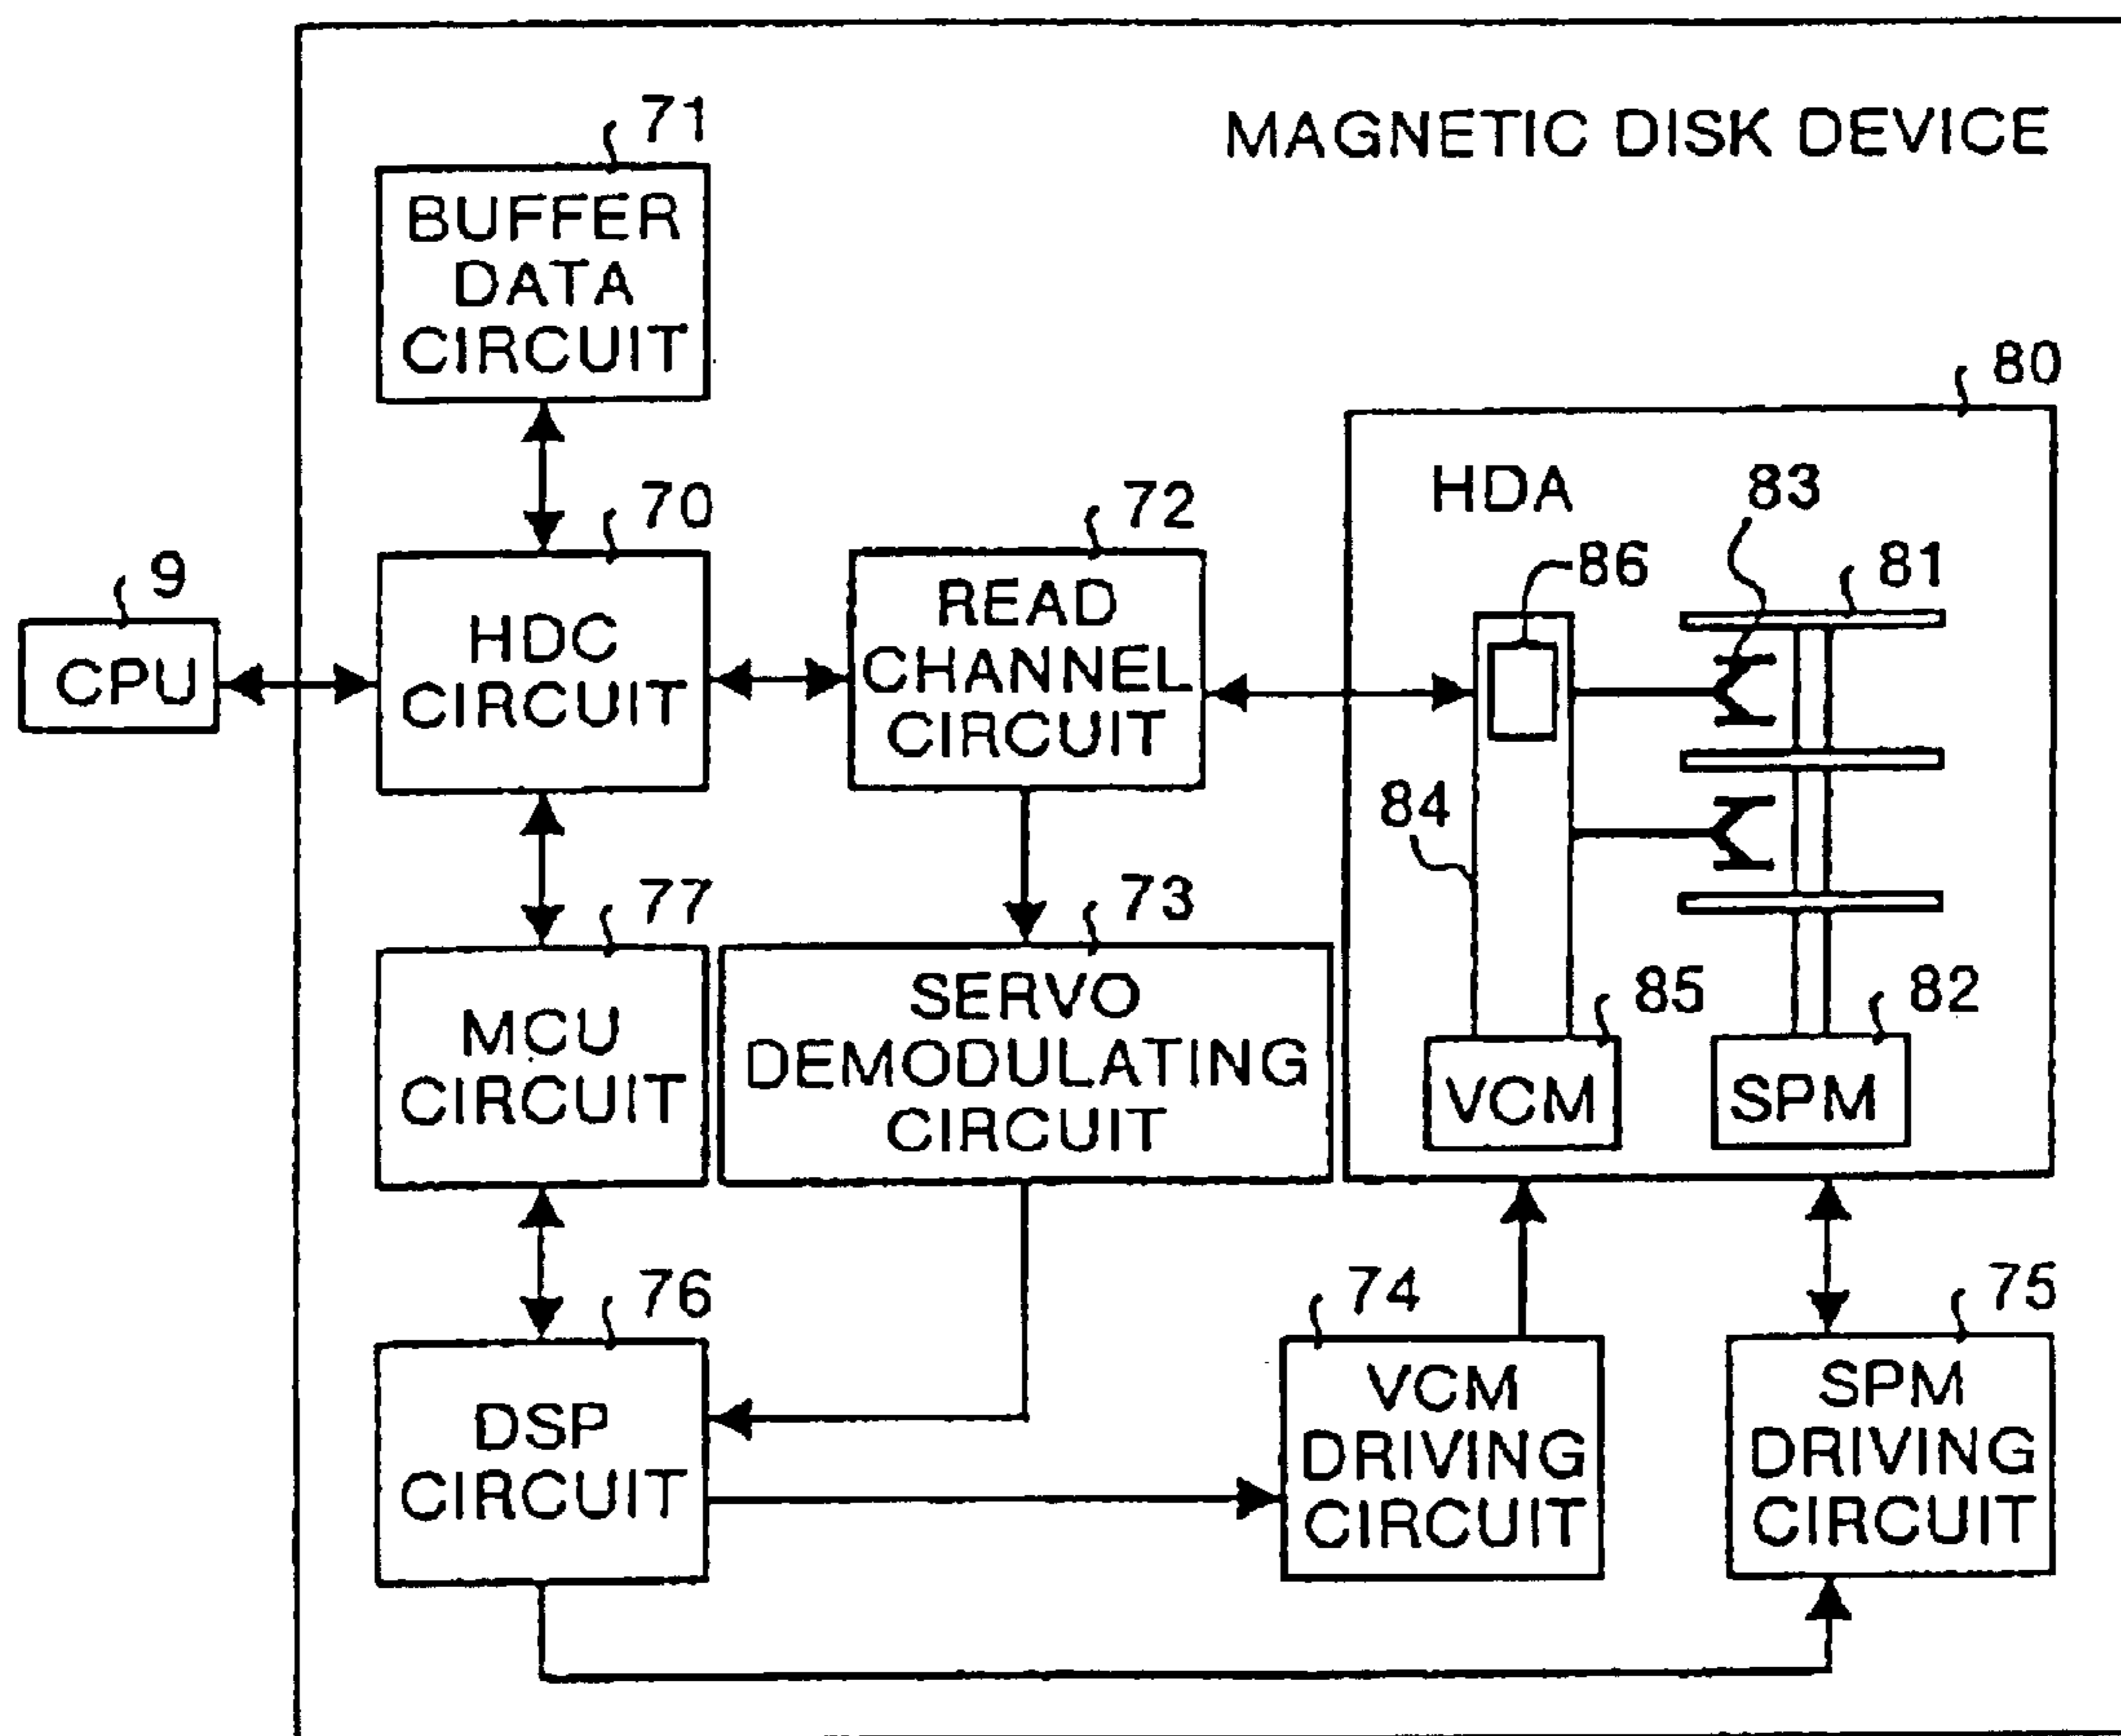 MAGNETIC DISK DEVICE
71
BUFFER
DATA
CIRCUIT
80
HDA
83
86
81
84
85
VCM
82
SPM
9
CPU
70
HDC
CIRCUIT
72
READ
CHANNEL
CIRCUIT
77
MCU
CIRCUIT
73
SERVO
DEMODULATING
CIRCUIT
76
DSP
CIRCUIT
74
VCM
DRIVING
CIRCUIT
75
SPM
DRIVING
CIRCUIT